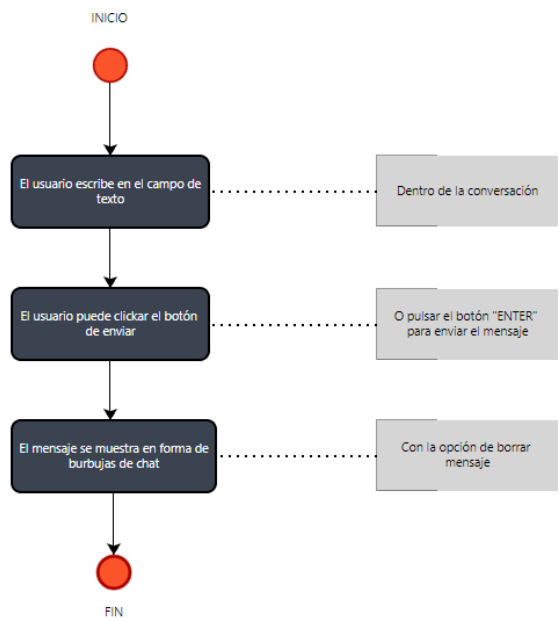 INICIO
El usuario escribe en el campo de
texto
Dentro de la conversación
El usuario puede clickar el botón
de enviar
O pulsar el botón "ENTER"
para enviar el mensaje
El mensaje se muestra en forma de
burbujas de chat
Con la opción de borrar
mensaje
FIN